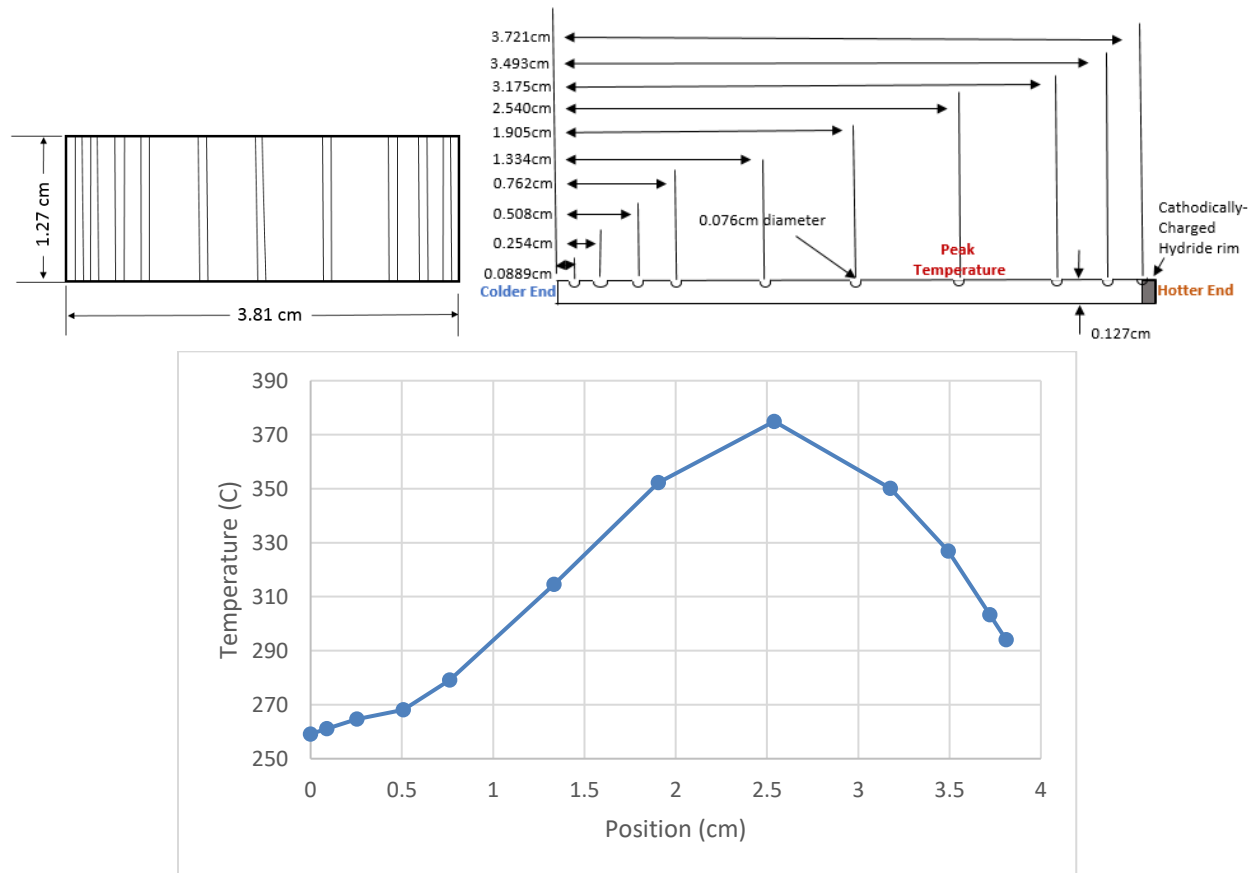 1.27 cm
3.81 cm
3.721cm
3.493cm
3.175cm
2.540cm
1.905cm
1.334cm
0.762cm
0.508cm
0.254cm
0.0889cm
Colder End
0.076cm diameter
Peak
Temperature
Cathodically-
Charged
Hydride rim
Hotter End
0.127cm
390
370
350
330
310
290
270
250
Temperature (C)
0 0.5 1 1.5 2 2.5 3 3.5 4
Position (cm)